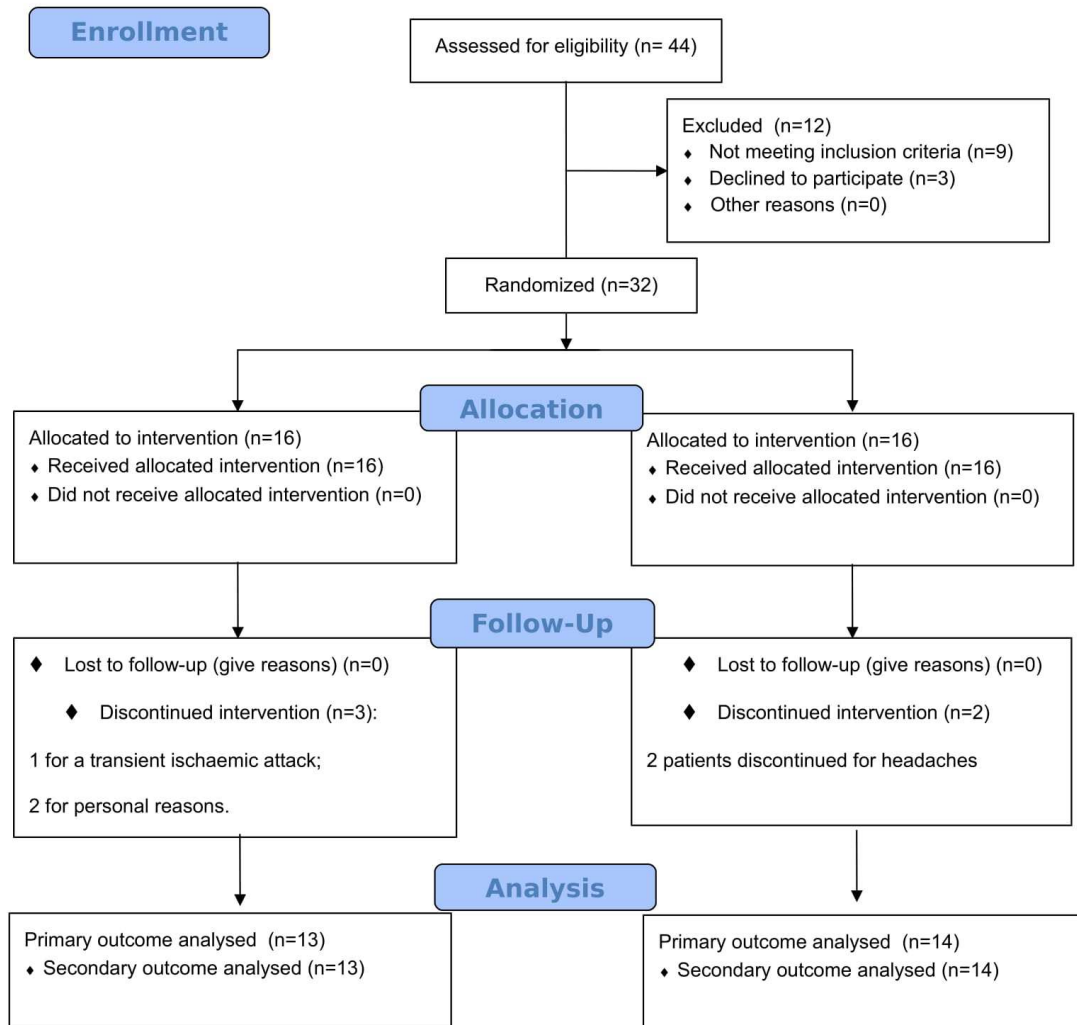 Enrollment
Assessed for eligibility (n= 44)
Excluded (n=12)
♦ Not meeting inclusion criteria (n=9)
♦ Declined to participate (n=3)
♦ Other reasons (n=0)
Randomized (n=32)
Allocation
Allocated to intervention (n=16)
♦ Received allocated intervention (n=16)
♦ Did not receive allocated intervention (n=0)
Allocated to intervention (n=16)
♦ Received allocated intervention (n=16)
♦ Did not receive allocated intervention (n=0)
Follow-Up
♦ Lost to follow-up (give reasons) (n=0)
♦ Discontinued intervention (n=3):
1 for a transient ischaemic attack;
2 for personal reasons.
♦ Lost to follow-up (give reasons) (n=0)
♦ Discontinued intervention (n=2)
2 patients discontinued for headaches
Analysis
Primary outcome analysed (n=13)
♦ Secondary outcome analysed (n=13)
Primary outcome analysed (n=14)
♦ Secondary outcome analysed (n=14)